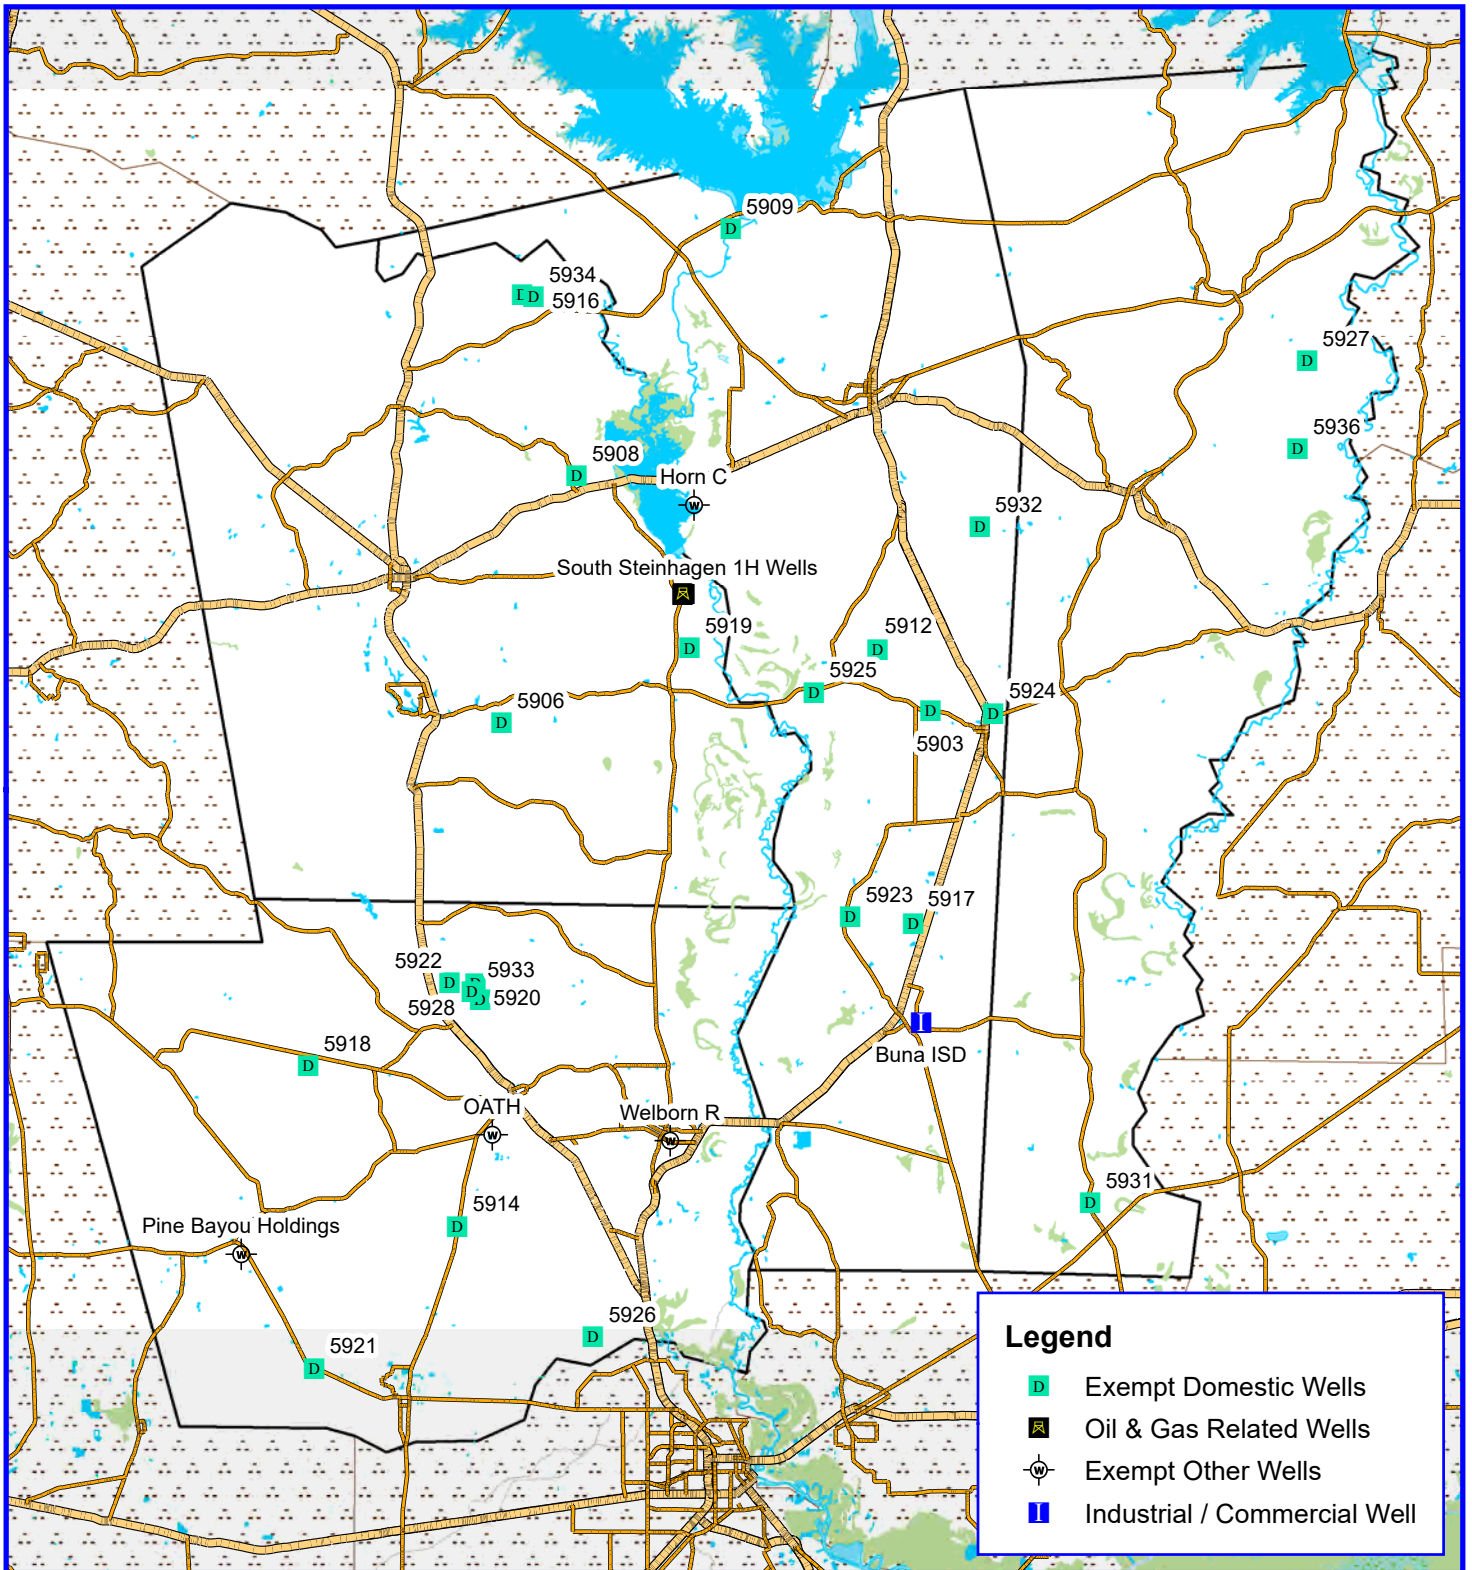 5909
5934
D D
5916
5927
D
5936
D
5908
D
Horn C
W
5932
D
South Steinhagen 1H Wells
5919
D
5912
D
5925
D
5924
D
5906
D
D
5903
5923
D
5917
D
5922
D
5933
D
D
5920
D
5928
I
Buna ISD
5918
D
OATH
W
Welborn R
W
5931
D
5914
D
Pine Bayou Holdings
W
5926
D
5921
D
Legend
D Exempt Domestic Wells
Oil & Gas Related Wells
W Exempt Other Wells
I Industrial / Commercial Well